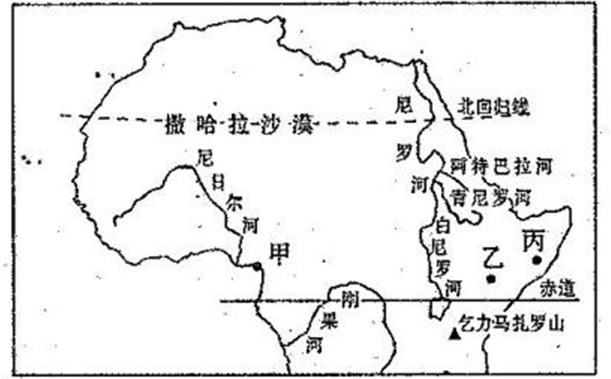 北回归线
撒哈拉沙漠
尼罗河
阿特巴拉河
青尼罗河
尼日尔河
白尼罗河
甲
乙
丙
赤道
刚果河
乞力马扎罗山